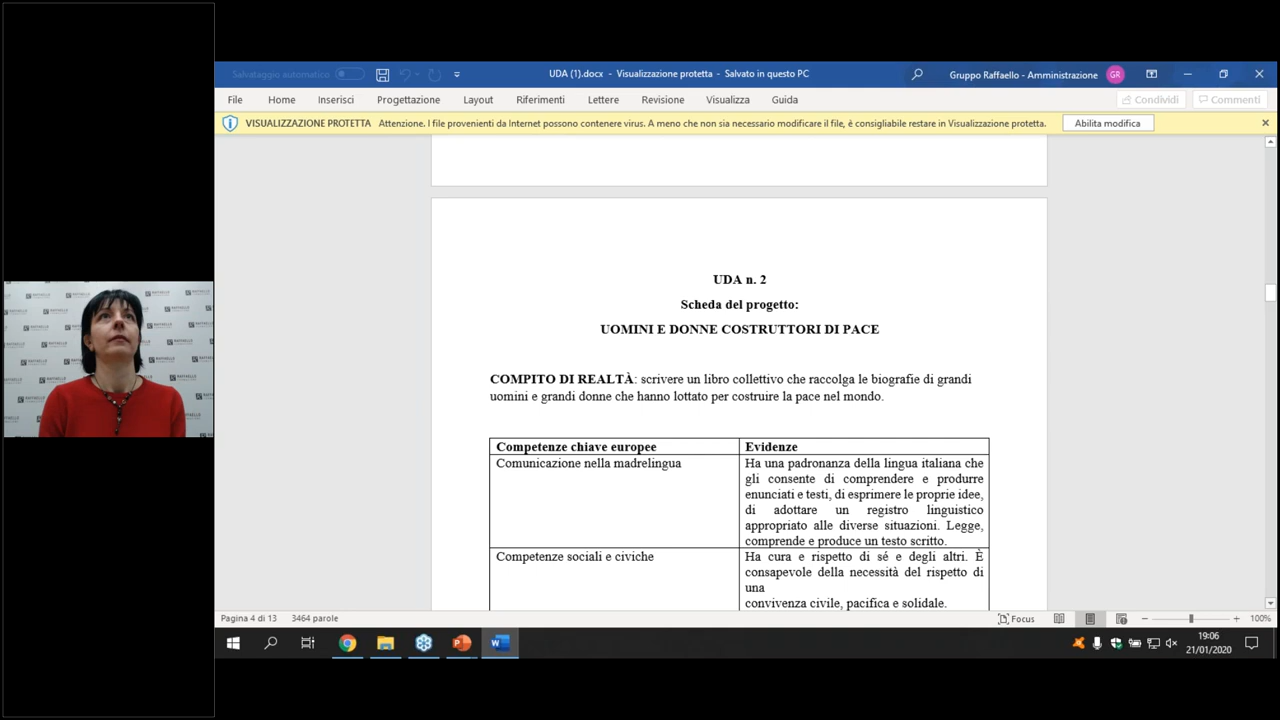 Salvataggio automatico
UDA (1).docx - Visualizzazione protetta - Salvato in questo PC
Gruppo Raffaello - Amministrazione
GR
File Home Inserisci Progettazione Layout Riferimenti Lettere Revisione Visualizza Guida
Condividi Commenti
VISUALIZZAZIONE PROTETTA Attenzione. I file provenienti da Internet possono contenere virus. A meno che non sia necessario modificare il file, è consigliabile restare in Visualizzazione protetta.
Abilita modifica
UDA n. 2
Scheda del progetto:
UOMINI E DONNE COSTRUTTORI DI PACE
COMPITO DI REALTÀ: scrivere un libro collettivo che raccolga le biografie di grandi
uomini e grandi donne che hanno lottato per costruire la pace nel mondo.
Competenze chiave europee Evidenze
Comunicazione nella madrelingua Ha una padronanza della lingua italiana che
gli consente di comprendere e produrre
enunciati e testi, di esprimere le proprie idee,
di adottare un registro linguistico
appropriato alle diverse situazioni. Legge,
comprende e produce un testo scritto.
Competenze sociali e civiche Ha cura e rispetto di sé e degli altri. È
consapevole della necessità del rispetto di
una
convivenza civile, pacifica e solidale.
Pagina 4 di 13 3464 parole
Focus
100%
19:06
21/01/2020